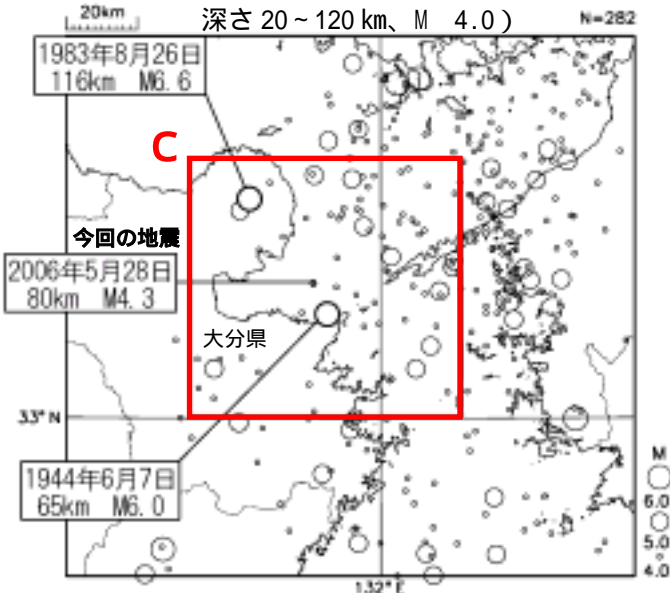 20km
深さ 20~120 km、M 4.0)
N=282
1983年8月26日
116km M6.6
C
今回の地震
2006年5月28日
80km M4.3
大分県
33°N
1944年6月7日
65km M6.0
M
6.0
5.0
4.0
132°E